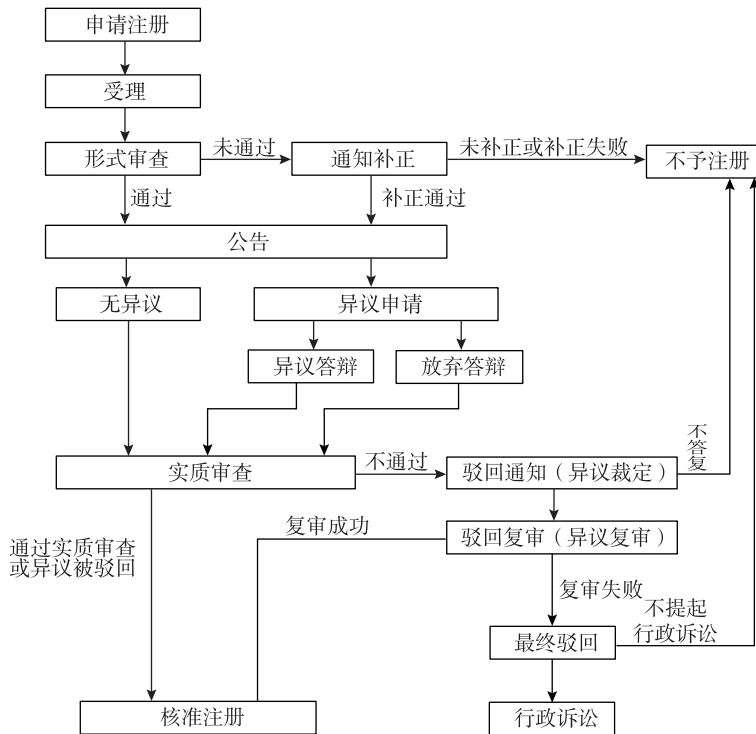 申请注册
受理
形式审查
未通过
通知补正
未补正或补正失败
不予注册
通过
补正通过
公告
无异议
异议申请
异议答辩
放弃答辩
不答复
实质审查
不通过
驳回通知（异议裁定）
复审成功
驳回复审（异议复审）
通过实质审查
或异议被驳回
复审失败
不提起
行政诉讼
最终驳回
核准注册
行政诉讼